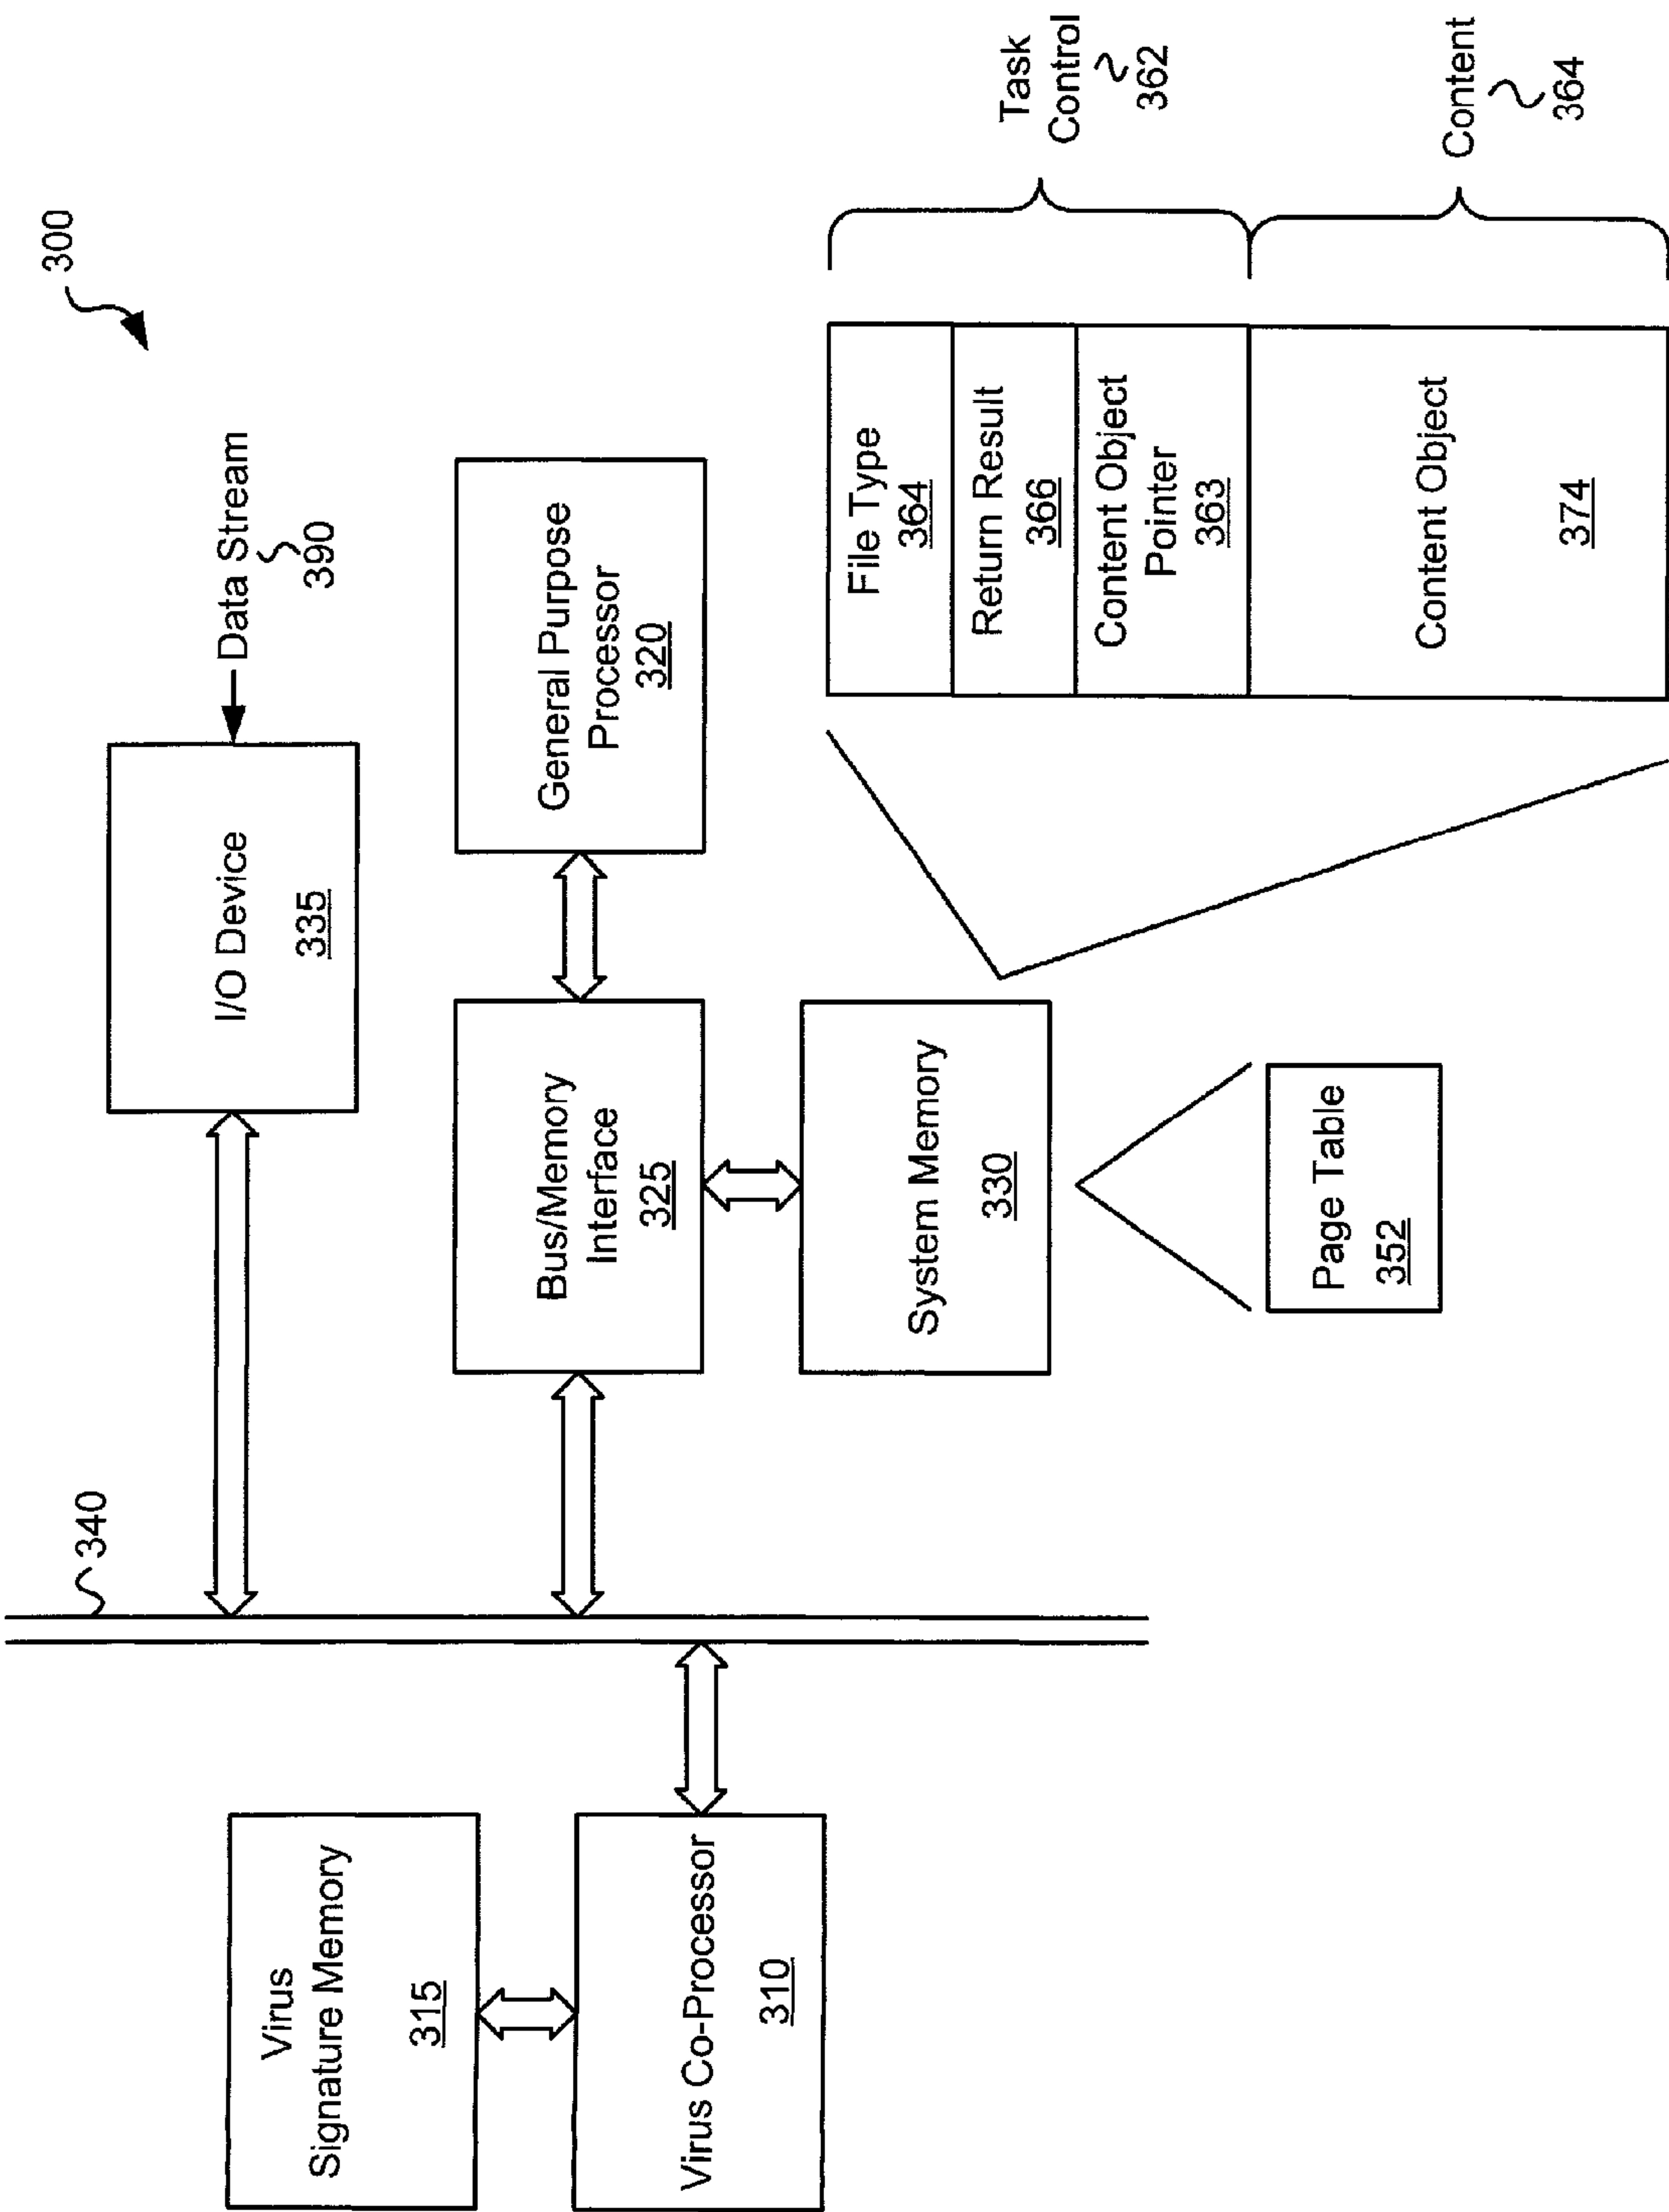 300
340
Data Stream
390
I/O Device
335
Virus
Signature Memory
315
Virus Co-Processor
310
Bus/Memory
Interface
325
General Purpose
Processor
320
System Memory
330
Page Table
352
File Type
364
Return Result
366
Content Object
Pointer
363
Content Object
374
Task
Control
362
Content
364